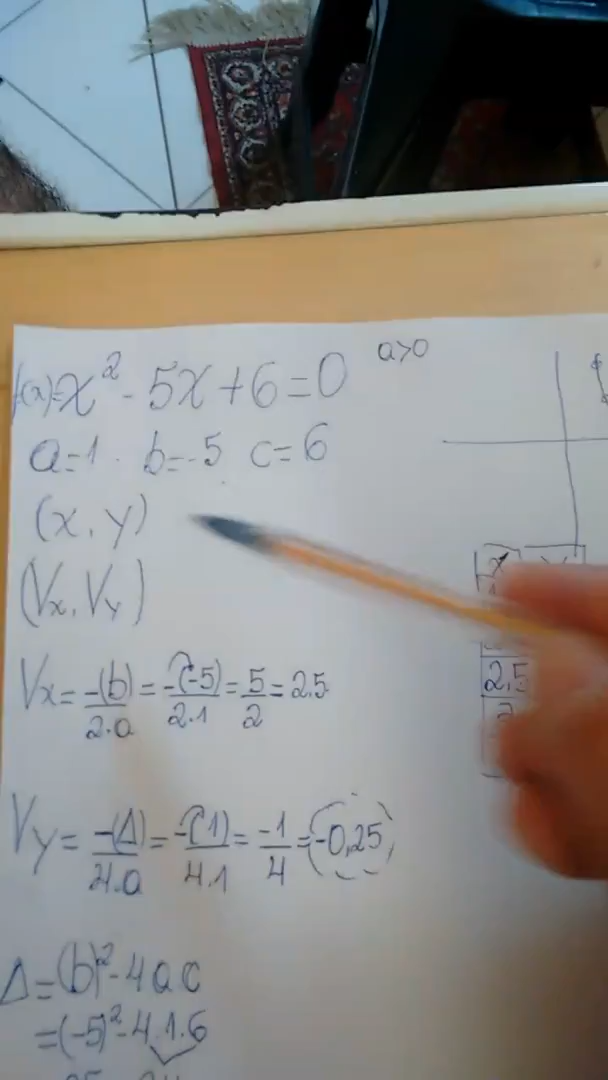 f(x)=x²-5x+6=0 a>0
a=1 b=-5 c=6
(x,y)
(Vx,Vy)
Vx=-(b)/2.a=-(-5)/2.1=5/2=2.5
Vy=-(Δ)/4.a=-(1)/4.1=-1/4=(-0,25)
Δ=(b)²-4ac
=(-5)²-4.1.6
x
2,5